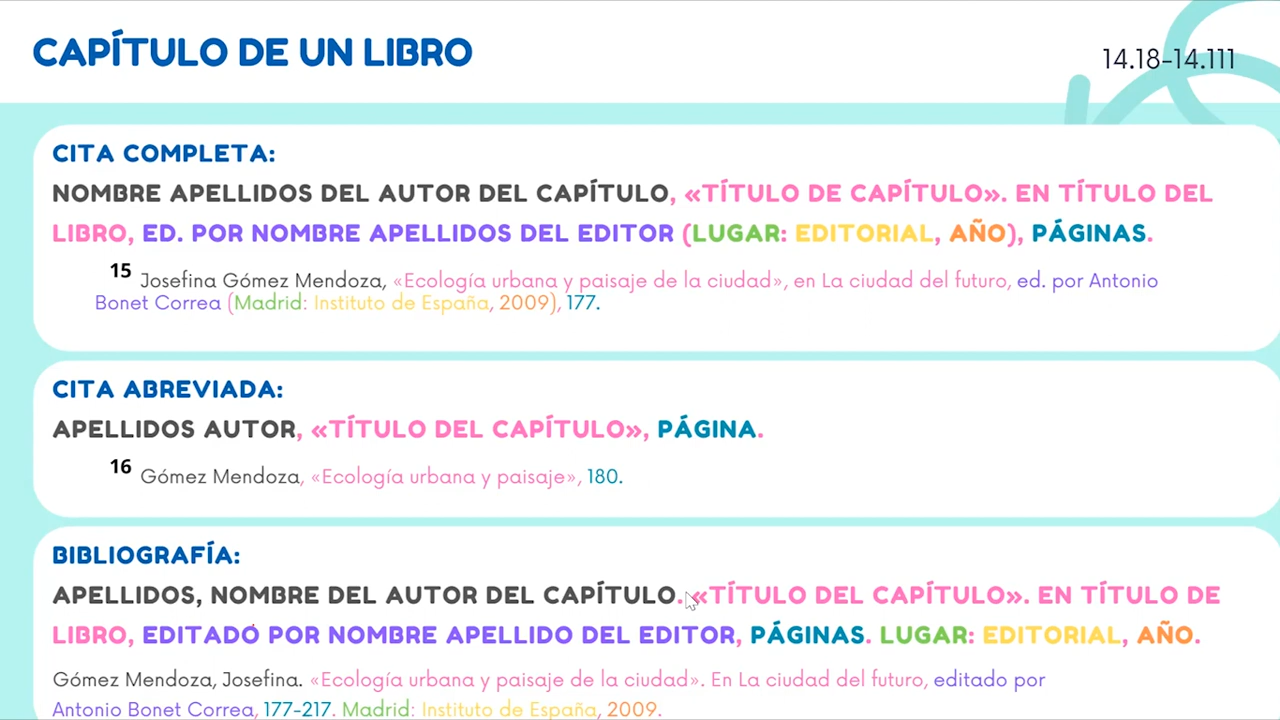 CAPÍTULO DE UN LIBRO
14.18-14.111
CITA COMPLETA:
NOMBRE APELLIDOS DEL AUTOR DEL CAPÍTULO, «TÍTULO DE CAPÍTULO». EN TÍTULO DEL
LIBRO, ED. POR NOMBRE APELLIDOS DEL EDITOR (LUGAR: EDITORIAL, AÑO), PÁGINAS.
15 Josefina Gómez Mendoza, «Ecología urbana y paisaje de la ciudad», en La ciudad del futuro, ed. por Antonio
Bonet Correa (Madrid: Instituto de España, 2009), 177.
CITA ABREVIADA:
APELLIDOS AUTOR, «TÍTULO DEL CAPÍTULO», PÁGINA.
16 Gómez Mendoza, «Ecología urbana y paisaje», 180.
BIBLIOGRAFÍA:
APELLIDOS, NOMBRE DEL AUTOR DEL CAPÍTULO. «TÍTULO DEL CAPÍTULO». EN TÍTULO DE
LIBRO, EDITADO POR NOMBRE APELLIDO DEL EDITOR, PÁGINAS. LUGAR: EDITORIAL, AÑO.
Gómez Mendoza, Josefina. «Ecología urbana y paisaje de la ciudad». En La ciudad del futuro, editado por
Antonio Bonet Correa, 177-217. Madrid: Instituto de España, 2009.